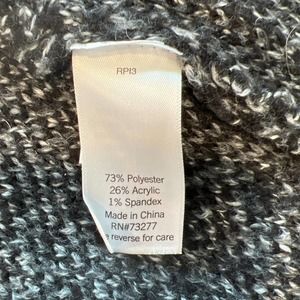 RPI3
73% Polyester
26% Acrylic
1% Spandex
Made in China
RN#73277
reverse for care